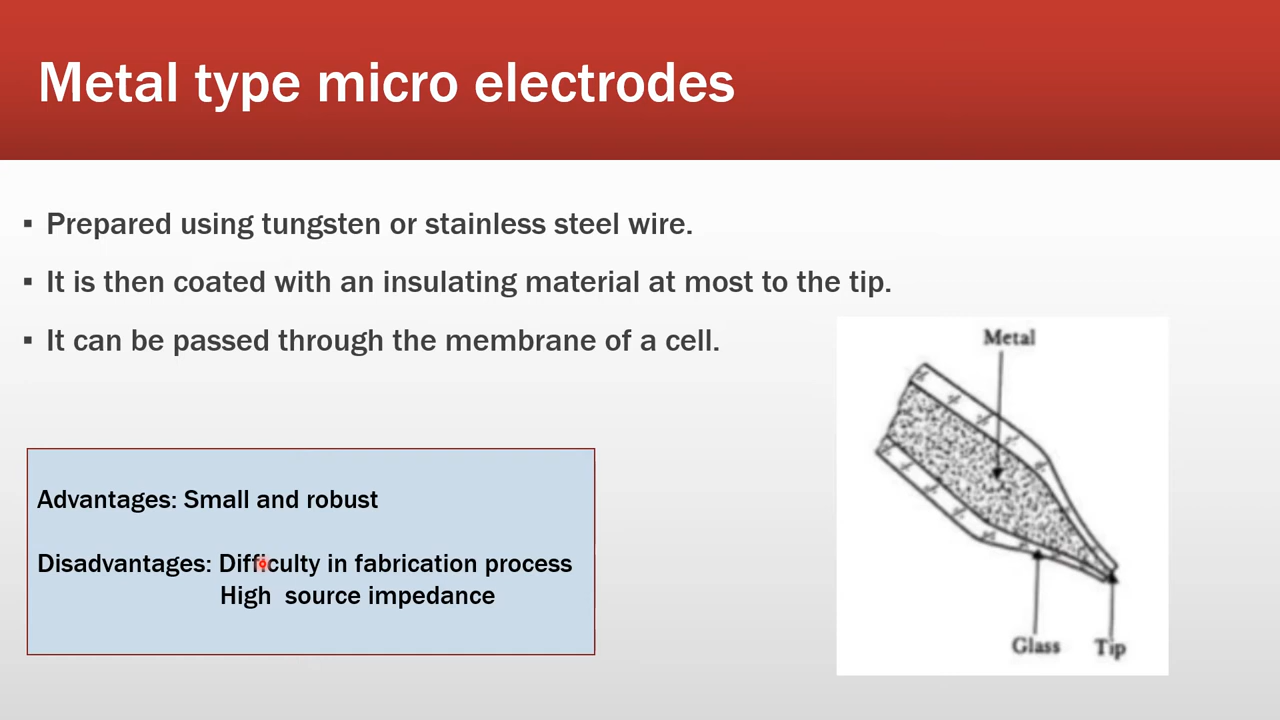 Metal type micro electrodes
▪ Prepared using tungsten or stainless steel wire.
▪ It is then coated with an insulating material at most to the tip.
▪ It can be passed through the membrane of a cell.
Advantages: Small and robust
Disadvantages: Difficulty in fabrication process
High source impedance
Metal
Glass
Tip